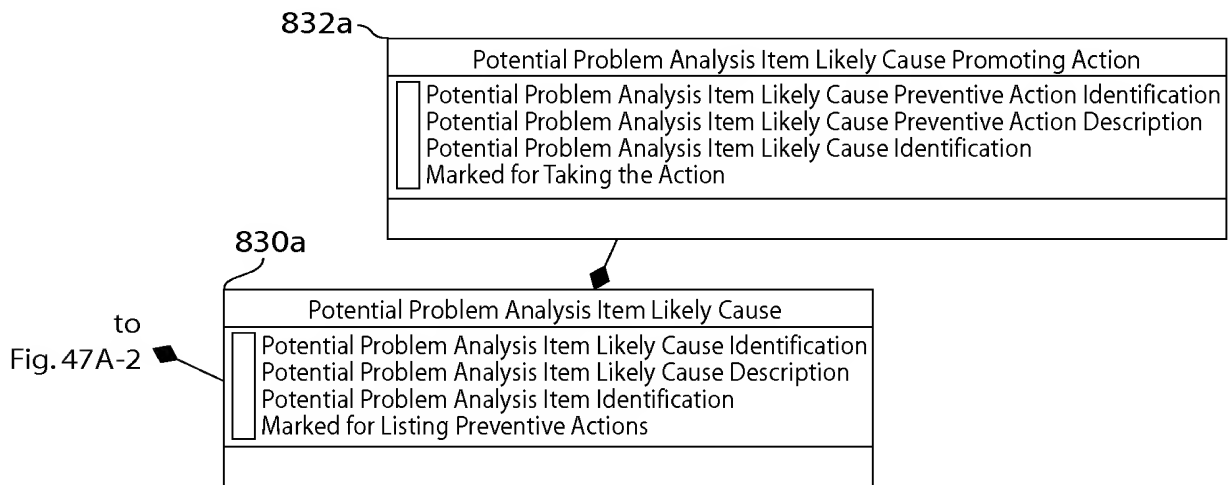 832a
Potential Problem Analysis Item Likely Cause Promoting Action
Potential Problem Analysis Item Likely Cause Preventive Action Identification
Potential Problem Analysis Item Likely Cause Preventive Action Description
Potential Problem Analysis Item Likely Cause Identification
Marked for Taking the Action
830a
Potential Problem Analysis Item Likely Cause
to
Fig. 47A-2
Potential Problem Analysis Item Likely Cause Identification
Potential Problem Analysis Item Likely Cause Description
Potential Problem Analysis Item Identification
Marked for Listing Preventive Actions